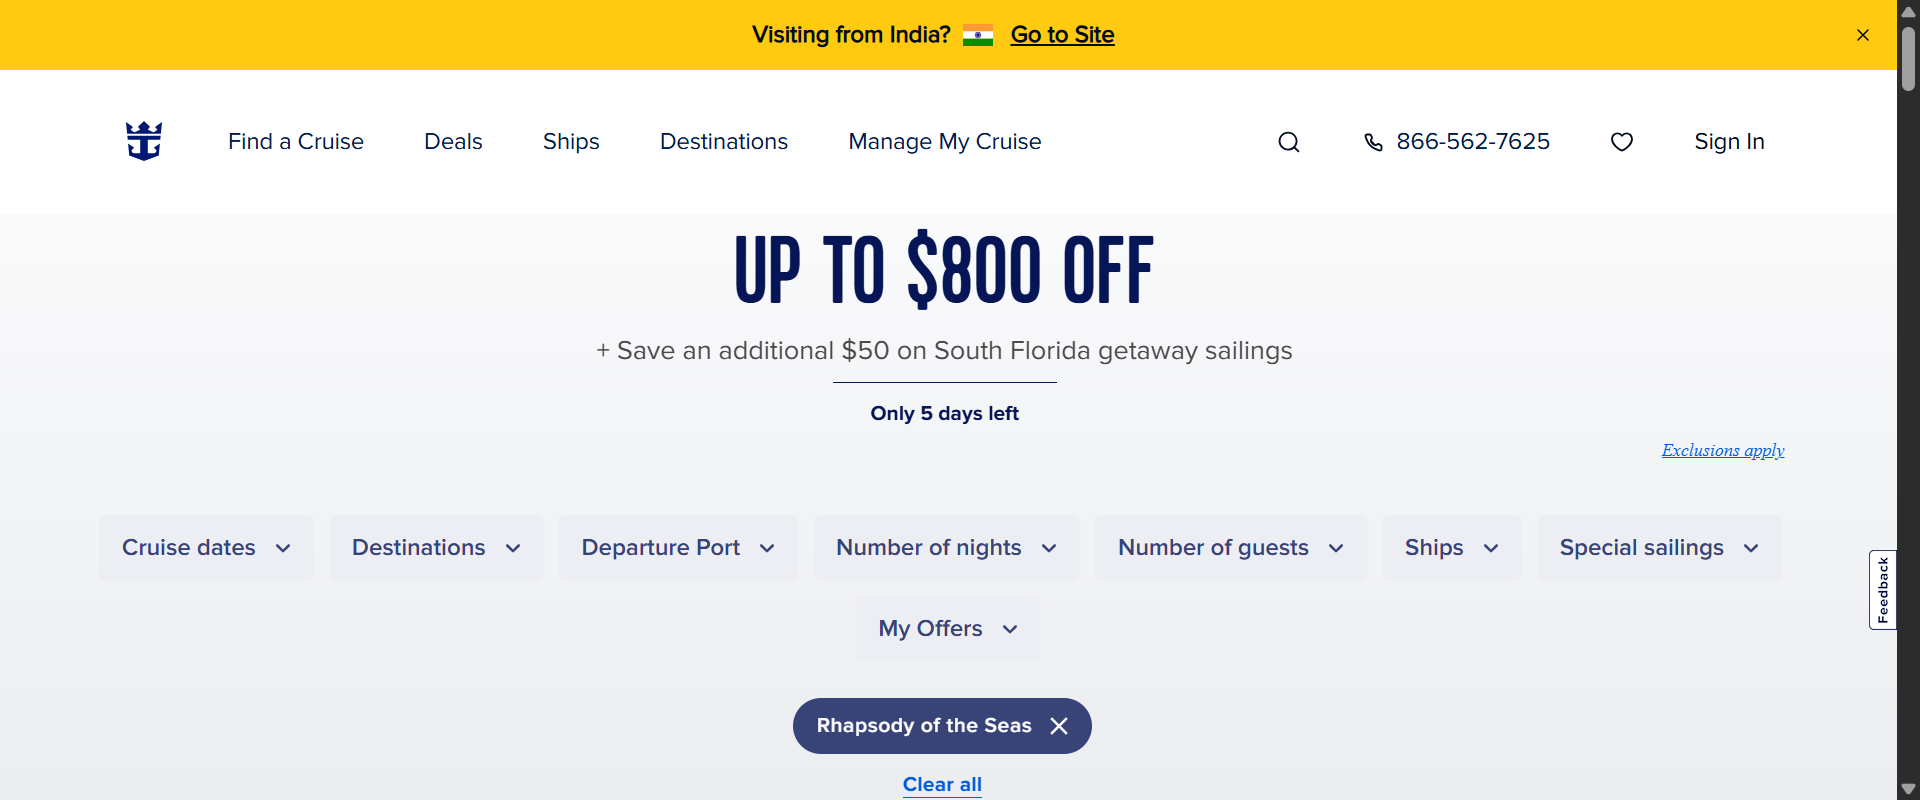 Visiting from India? Go to Site
Find a Cruise Deals Ships Destinations Manage My Cruise 866-562-7625 Sign In
UP TO $800 OFF
+ Save an additional $50 on South Florida getaway sailings
Only 5 days left
Exclusions apply
Cruise dates Destinations Departure Port Number of nights Number of guests Ships Special sailings
Feedback
My Offers
Rhapsody of the Seas
Clear all